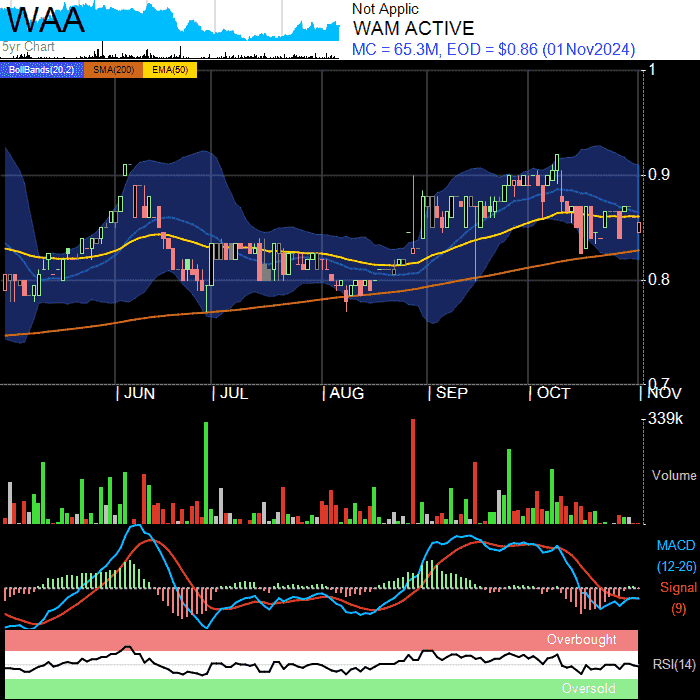 WAA
5yr Chart
Not Applic
WAM ACTIVE
MC = 65.3M, EOD = $0.86 (01Nov2024)
BollBands(20,2) SMA(200) EMA(50)
1
0.9
0.8
0.7
JUN JUL AUG SEP OCT NOV
339k
Volume
MACD
(12-26)
Signal
(9)
Overbought
RSI(14)
Oversold